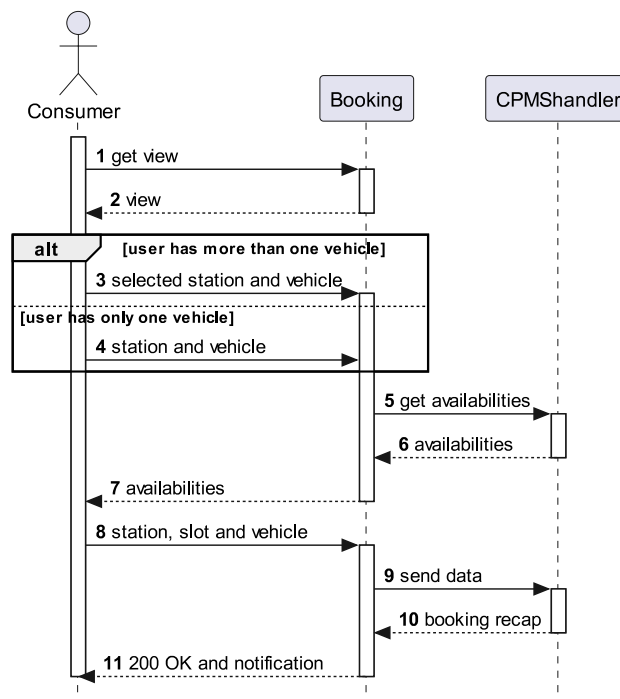 Consumer
Booking
CPMShandler
1 get view
2 view
alt [user has more than one vehicle]
3 selected station and vehicle
[user has only one vehicle]
4 station and vehicle
5 get availabilities
6 availabilities
7 availabilities
8 station, slot and vehicle
9 send data
10 booking recap
11 200 OK and notification